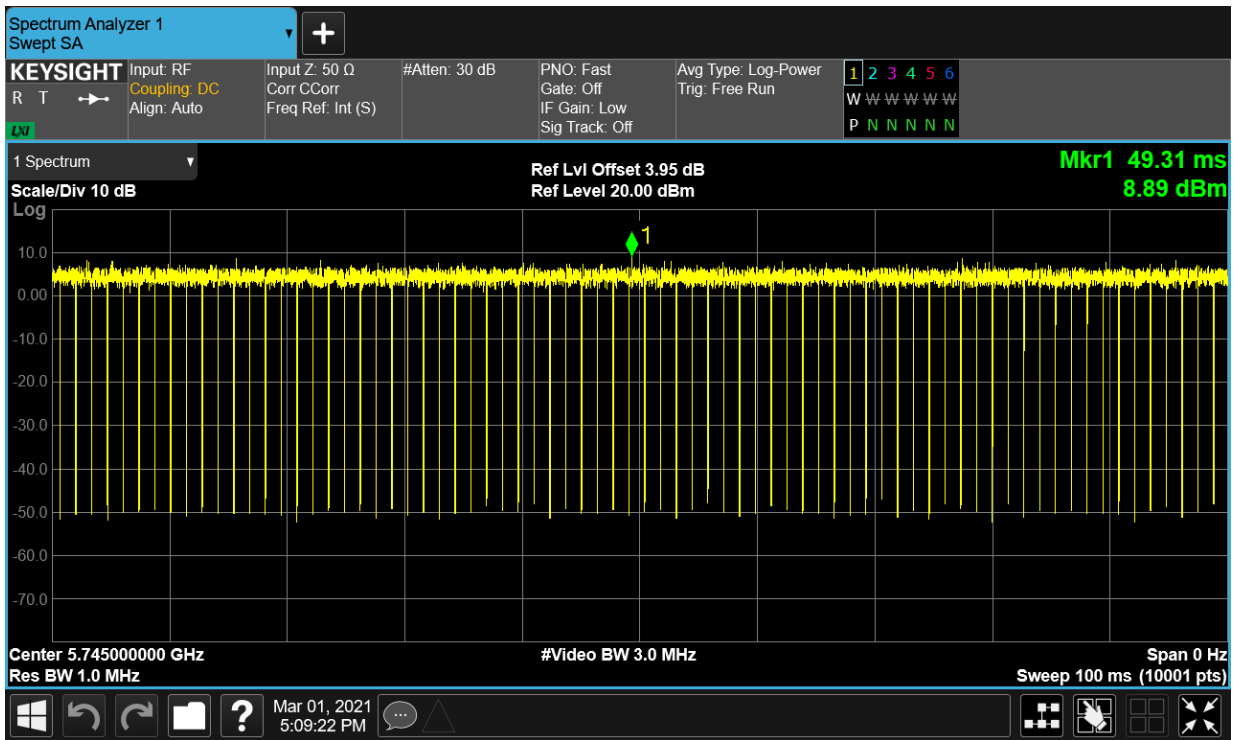 Spectrum Analyzer 1
Swept SA
KEYSIGHT
R T
LXI
Input: RF
Coupling: DC
Align: Auto
Input Z: 50 Ω
Corr CCorr
Freq Ref: Int (S)
#Atten: 30 dB
PNO: Fast
Gate: Off
IF Gain: Low
Sig Track: Off
Avg Type: Log-Power
Trig: Free Run
1 2 3 4 5 6
W W W W W W
P N N N N N
1 Spectrum
Scale/Div 10 dB
Log
Ref Lvl Offset 3.95 dB
Ref Level 20.00 dBm
Mkr1 49.31 ms
8.89 dBm
1
10.0
0.00
-10.0
-20.0
-30.0
-40.0
-50.0
-60.0
-70.0
Center 5.745000000 GHz
Res BW 1.0 MHz
#Video BW 3.0 MHz
Span 0 Hz
Sweep 100 ms (10001 pts)
?
Mar 01, 2021
5:09:22 PM